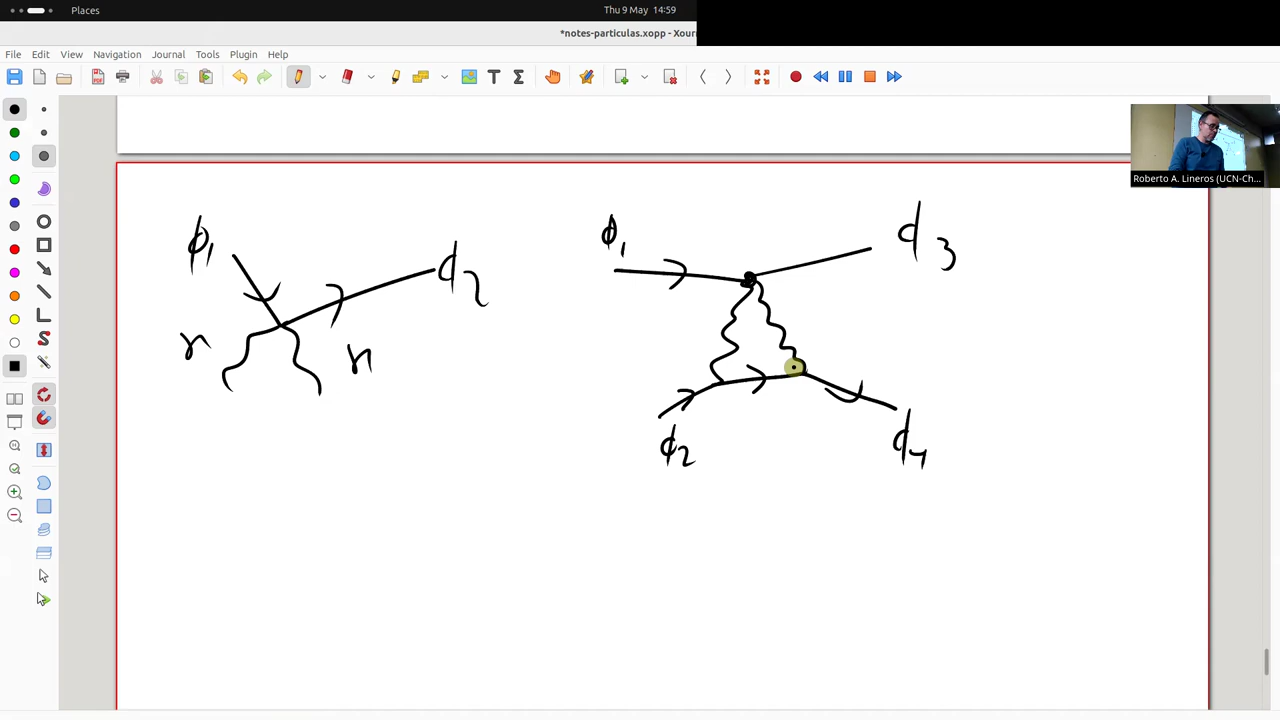 Places
Thu 9 May 14:59
*notes-particulas.xopp - Xour
File Edit View Navigation Journal Tools Plugin Help
Roberto A. Lineros (UCN-Ch...
ϕ1
ϕ2
ϕ1
ϕ3
ϕ2
ϕ4